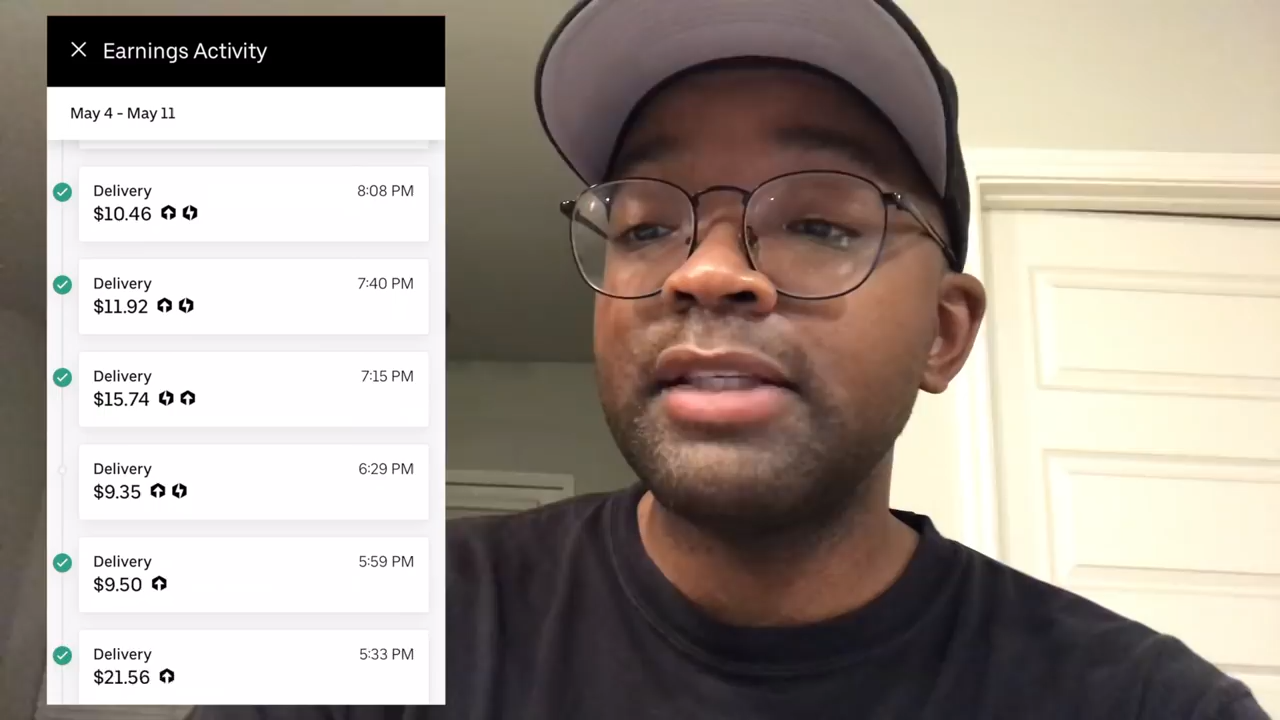 Earnings Activity
May 4 - May 11
Delivery 8:08 PM
$10.46
Delivery 7:40 PM
$11.92
Delivery 7:15 PM
$15.74
Delivery 6:29 PM
$9.35
Delivery 5:59 PM
$9.50
Delivery 5:33 PM
$21.56